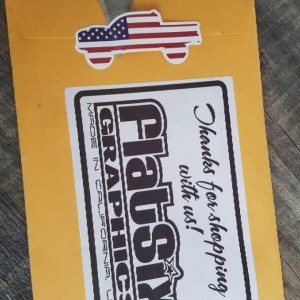 Thanks for shopping
with us!
flatsix
GRAPHICS
MADE IN CALIFORNIA,